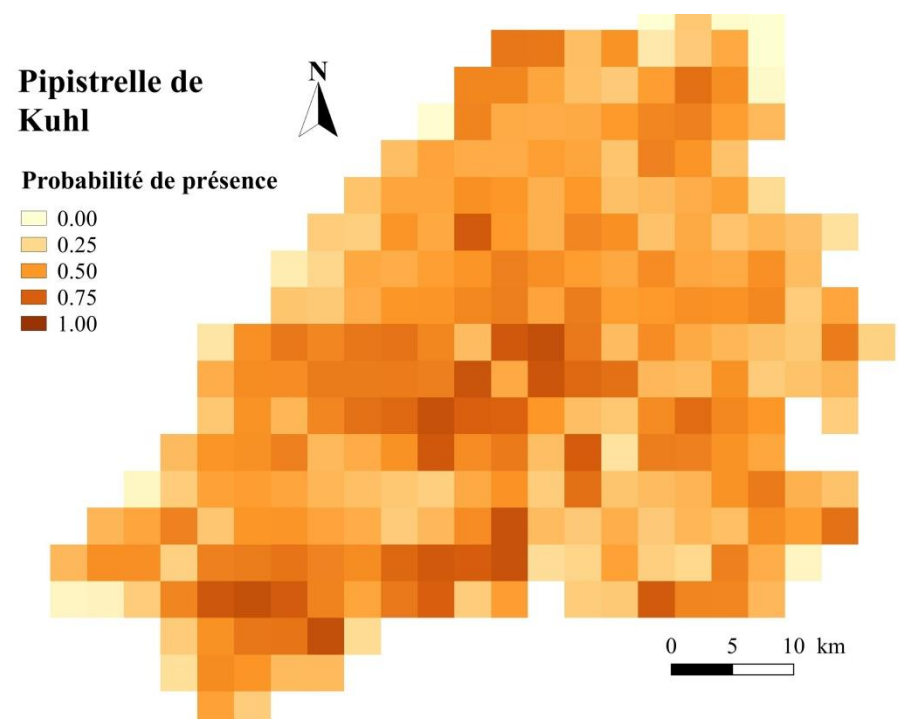 Pipistrelle de
Kuhl
N
Probabilité de présence
0.00
0.25
0.50
0.75
1.00
0 5 10 km